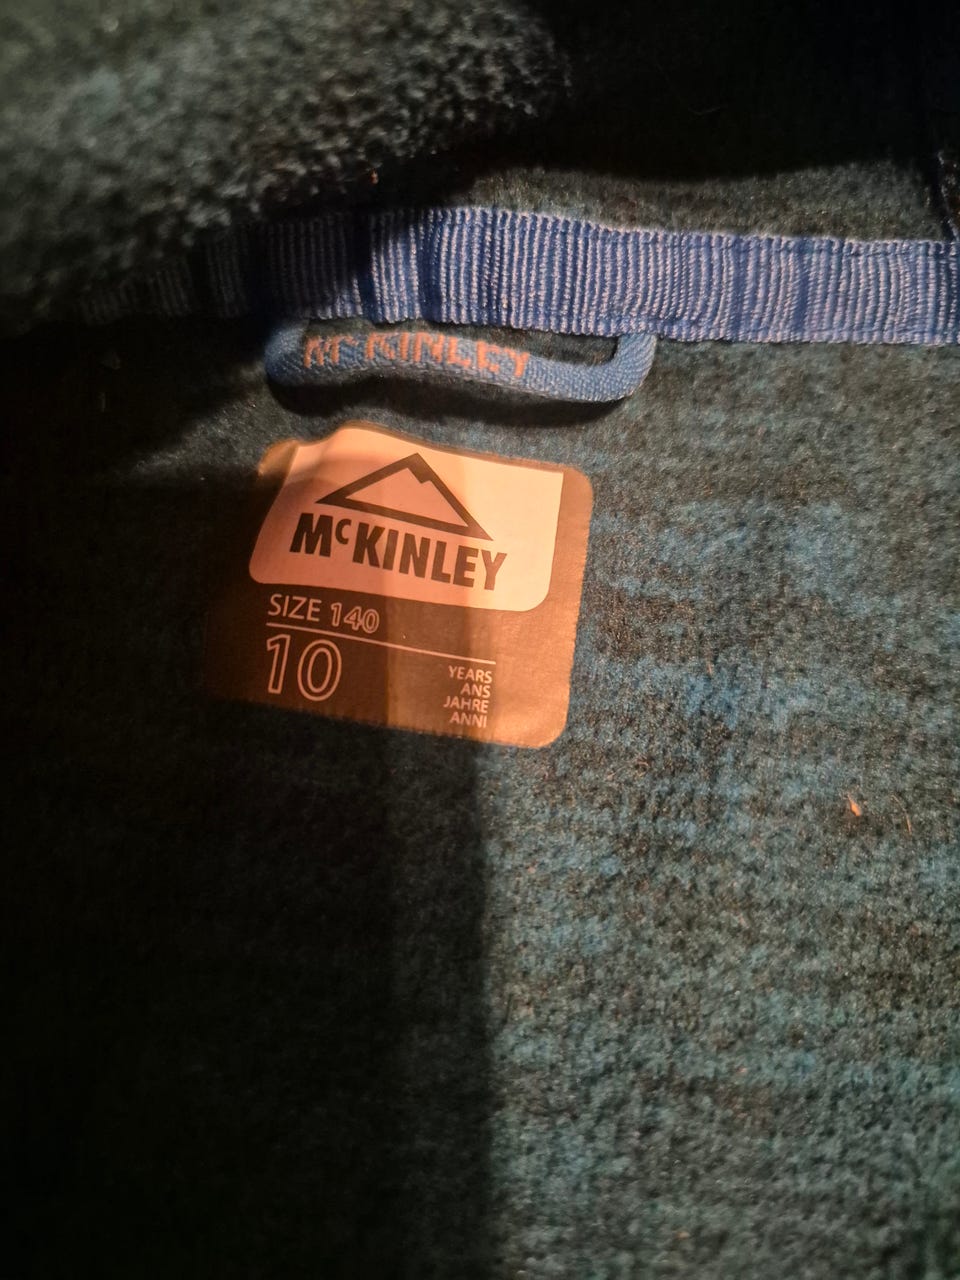 McKINLEY
McKINLEY
SIZE 140
10
YEARS
ANS
JAHRE
ANNI